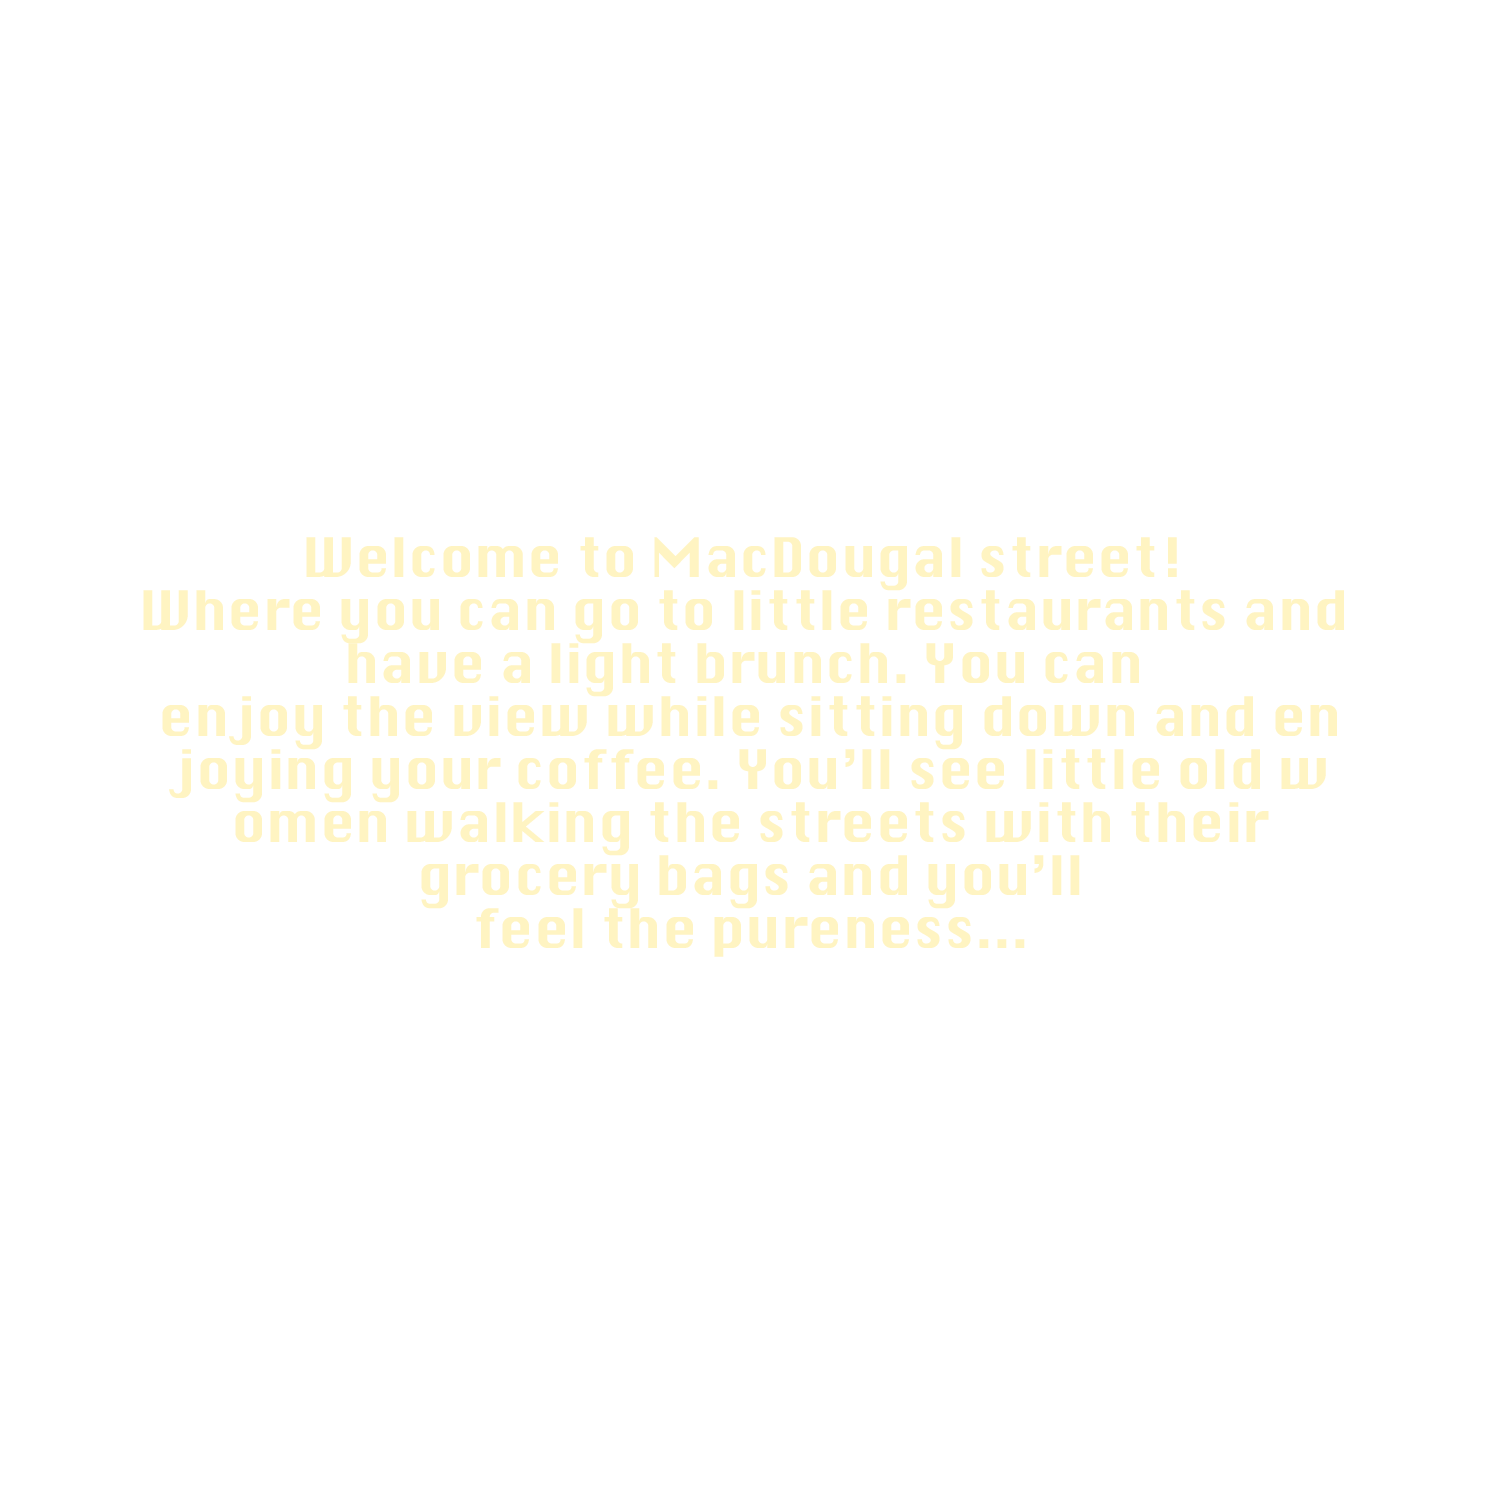 Welcome to MacDougal street!
Where you can go to little restaurants and
have a light brunch. You can
enjoy the view while sitting down and en
joying your coffee. You’ll see little old w
omen walking the streets with their
grocery bags and you’ll
feel the pureness...